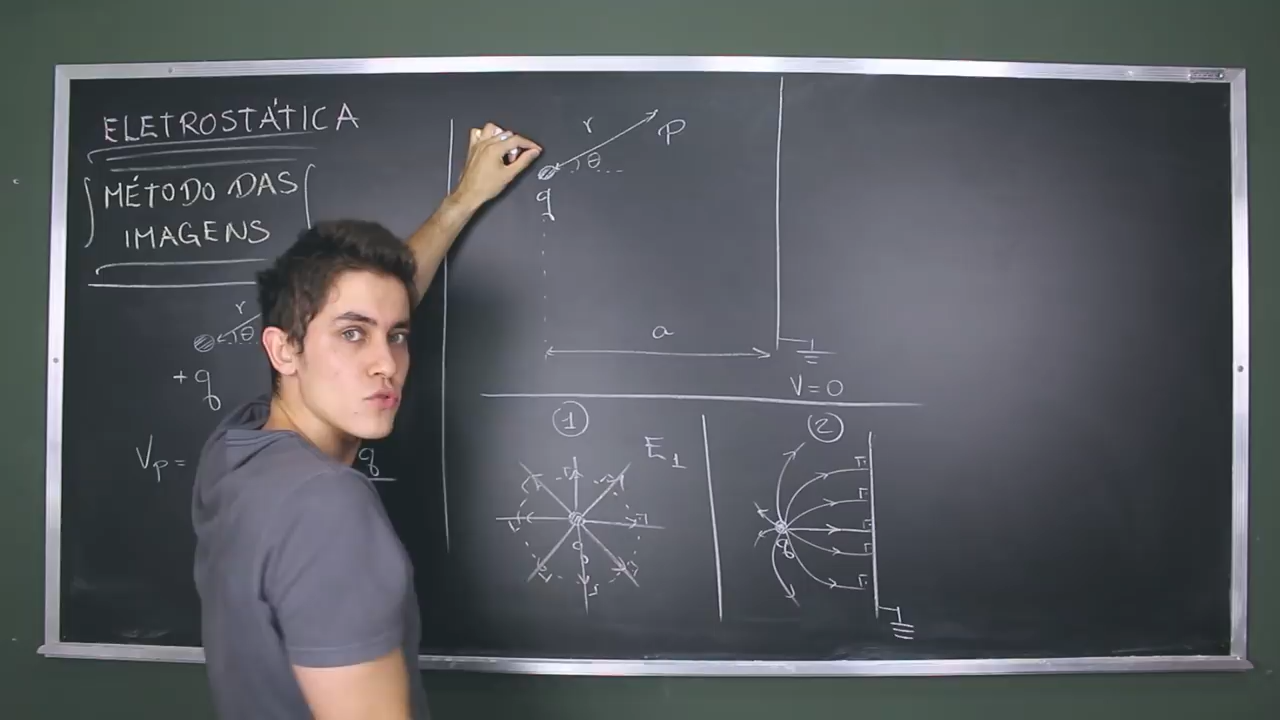 ELETROSTÁTICA
MÉTODO DAS
IMAGENS
r
θ
+q
Vp =
q
r
θ
P
q
a
V=0
1
E1
q
2
q